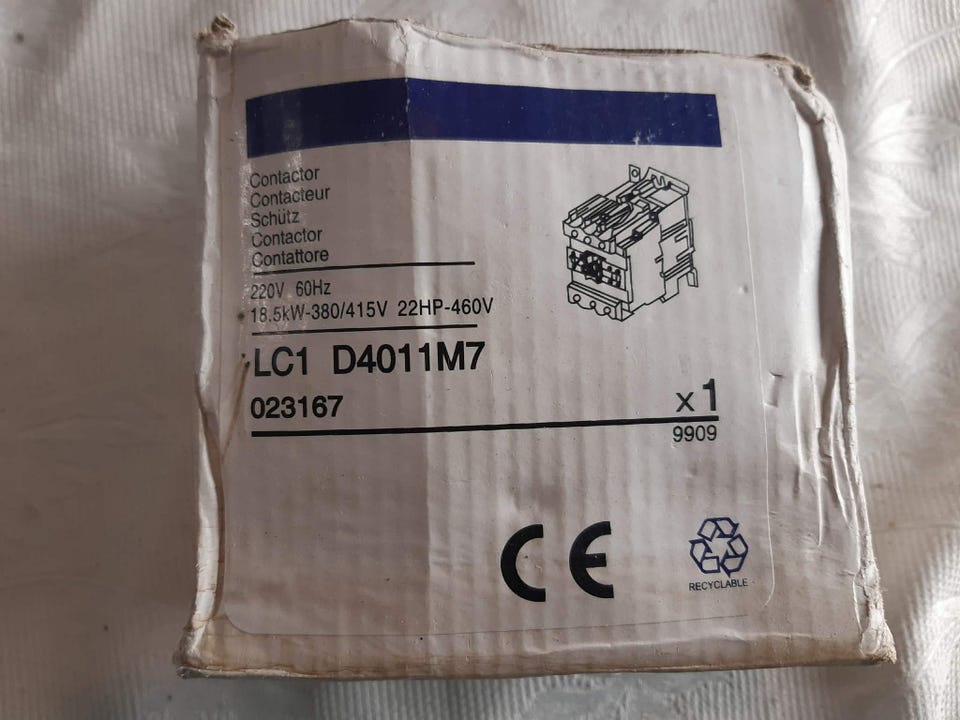 Contactor
Contacteur
Schütz
Contactor
Contattore
220V 60Hz
18.5kW-380/415V 22HP-460V
LC1 D4011M7
023167
x 1
9909
CE
RECYCLABLE